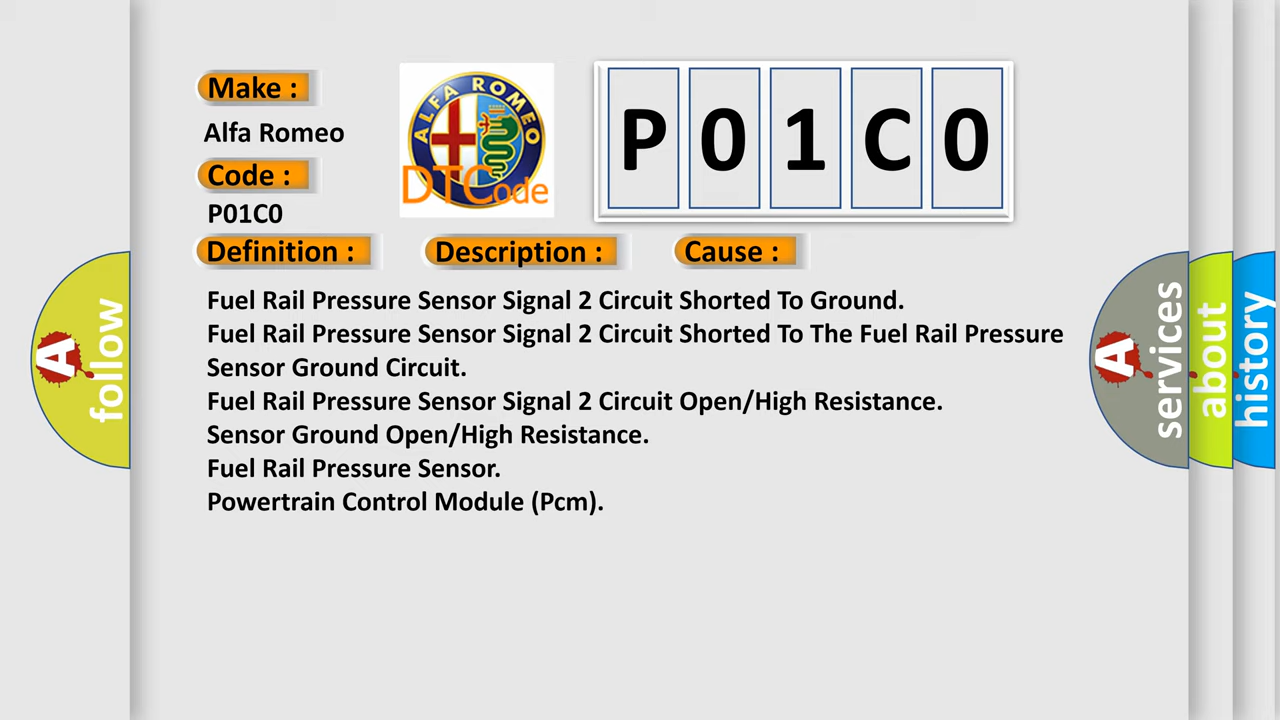 Make :
Alfa Romeo
Code :
P01C0
ALFA ROMEO
DTCode
P01C0
Definition :
Description :
Cause :
Fuel Rail Pressure Sensor Signal 2 Circuit Shorted To Ground.
Fuel Rail Pressure Sensor Signal 2 Circuit Shorted To The Fuel Rail Pressure
Sensor Ground Circuit.
Fuel Rail Pressure Sensor Signal 2 Circuit Open/High Resistance.
Sensor Ground Open/High Resistance.
Fuel Rail Pressure Sensor.
Powertrain Control Module (Pcm).
A
follow
A
services
about
history